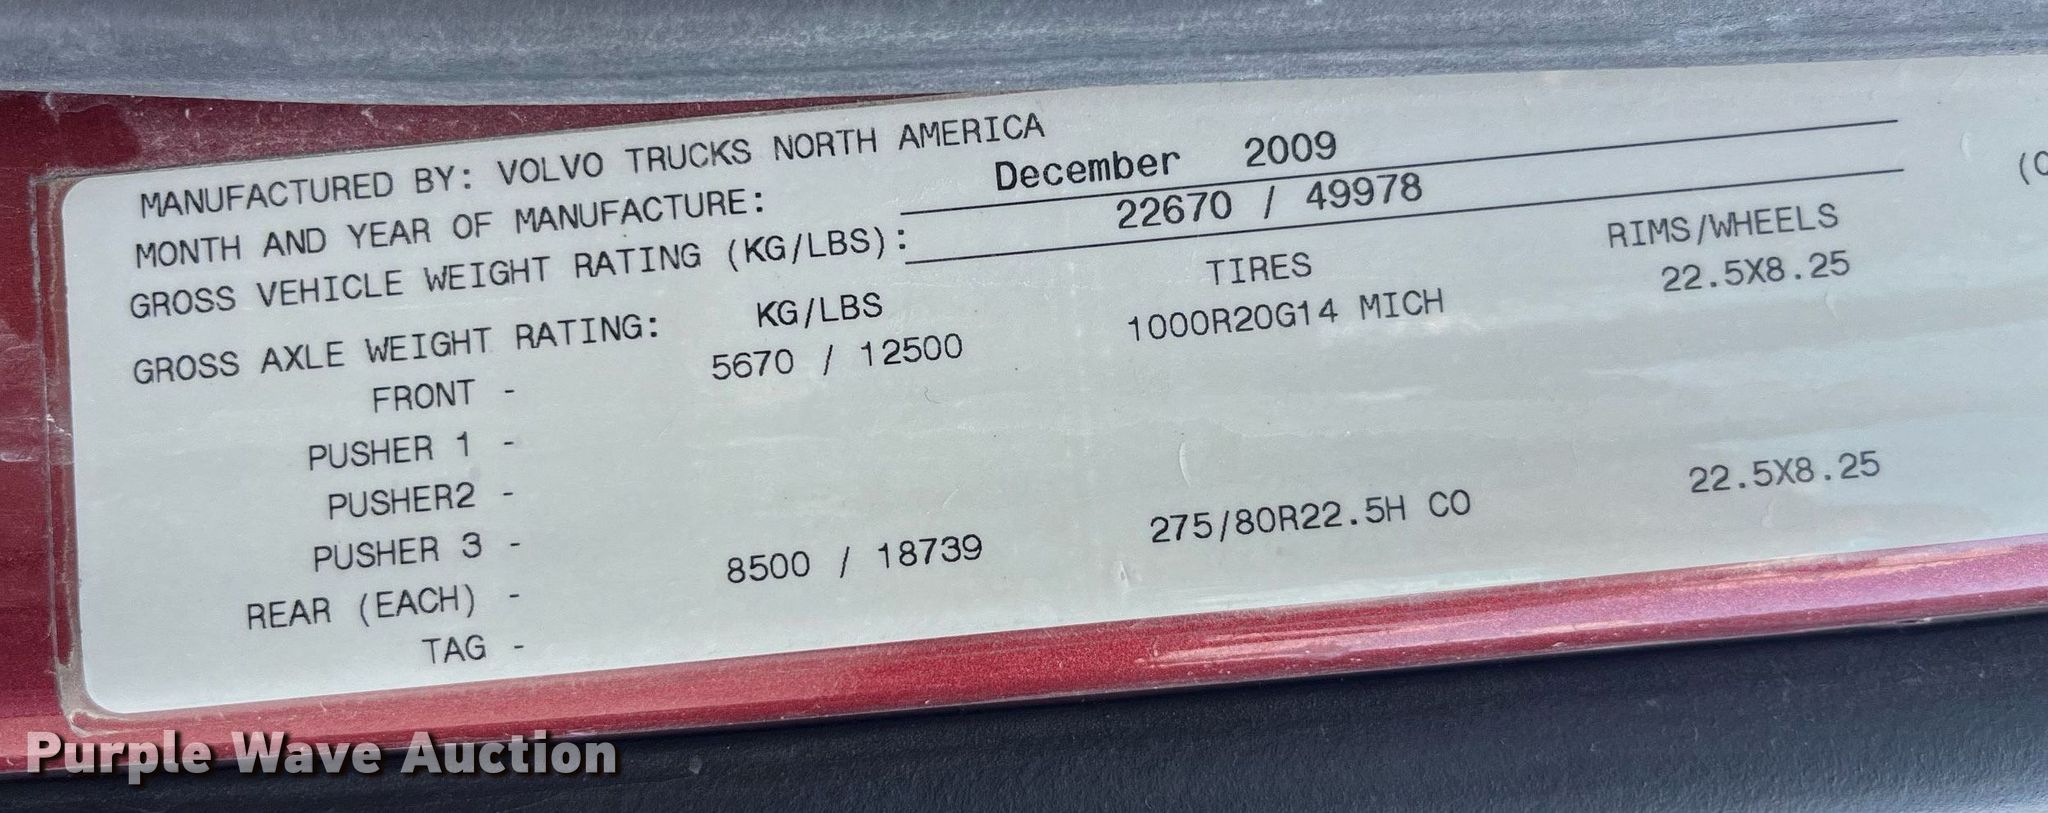 MANUFACTURED BY: VOLVO TRUCKS NORTH AMERICA
MONTH AND YEAR OF MANUFACTURE: December 2009
GROSS VEHICLE WEIGHT RATING (KG/LBS): 22670 / 49978
GROSS AXLE WEIGHT RATING: KG/LBS TIRES RIMS/WHEELS
FRONT - 5670 / 12500 1000R20G14 MICH 22.5X8.25
PUSHER 1 -
PUSHER2 -
PUSHER 3 -
REAR (EACH) - 8500 / 18739 275/80R22.5H CO 22.5X8.25
TAG -
Purple Wave Auction